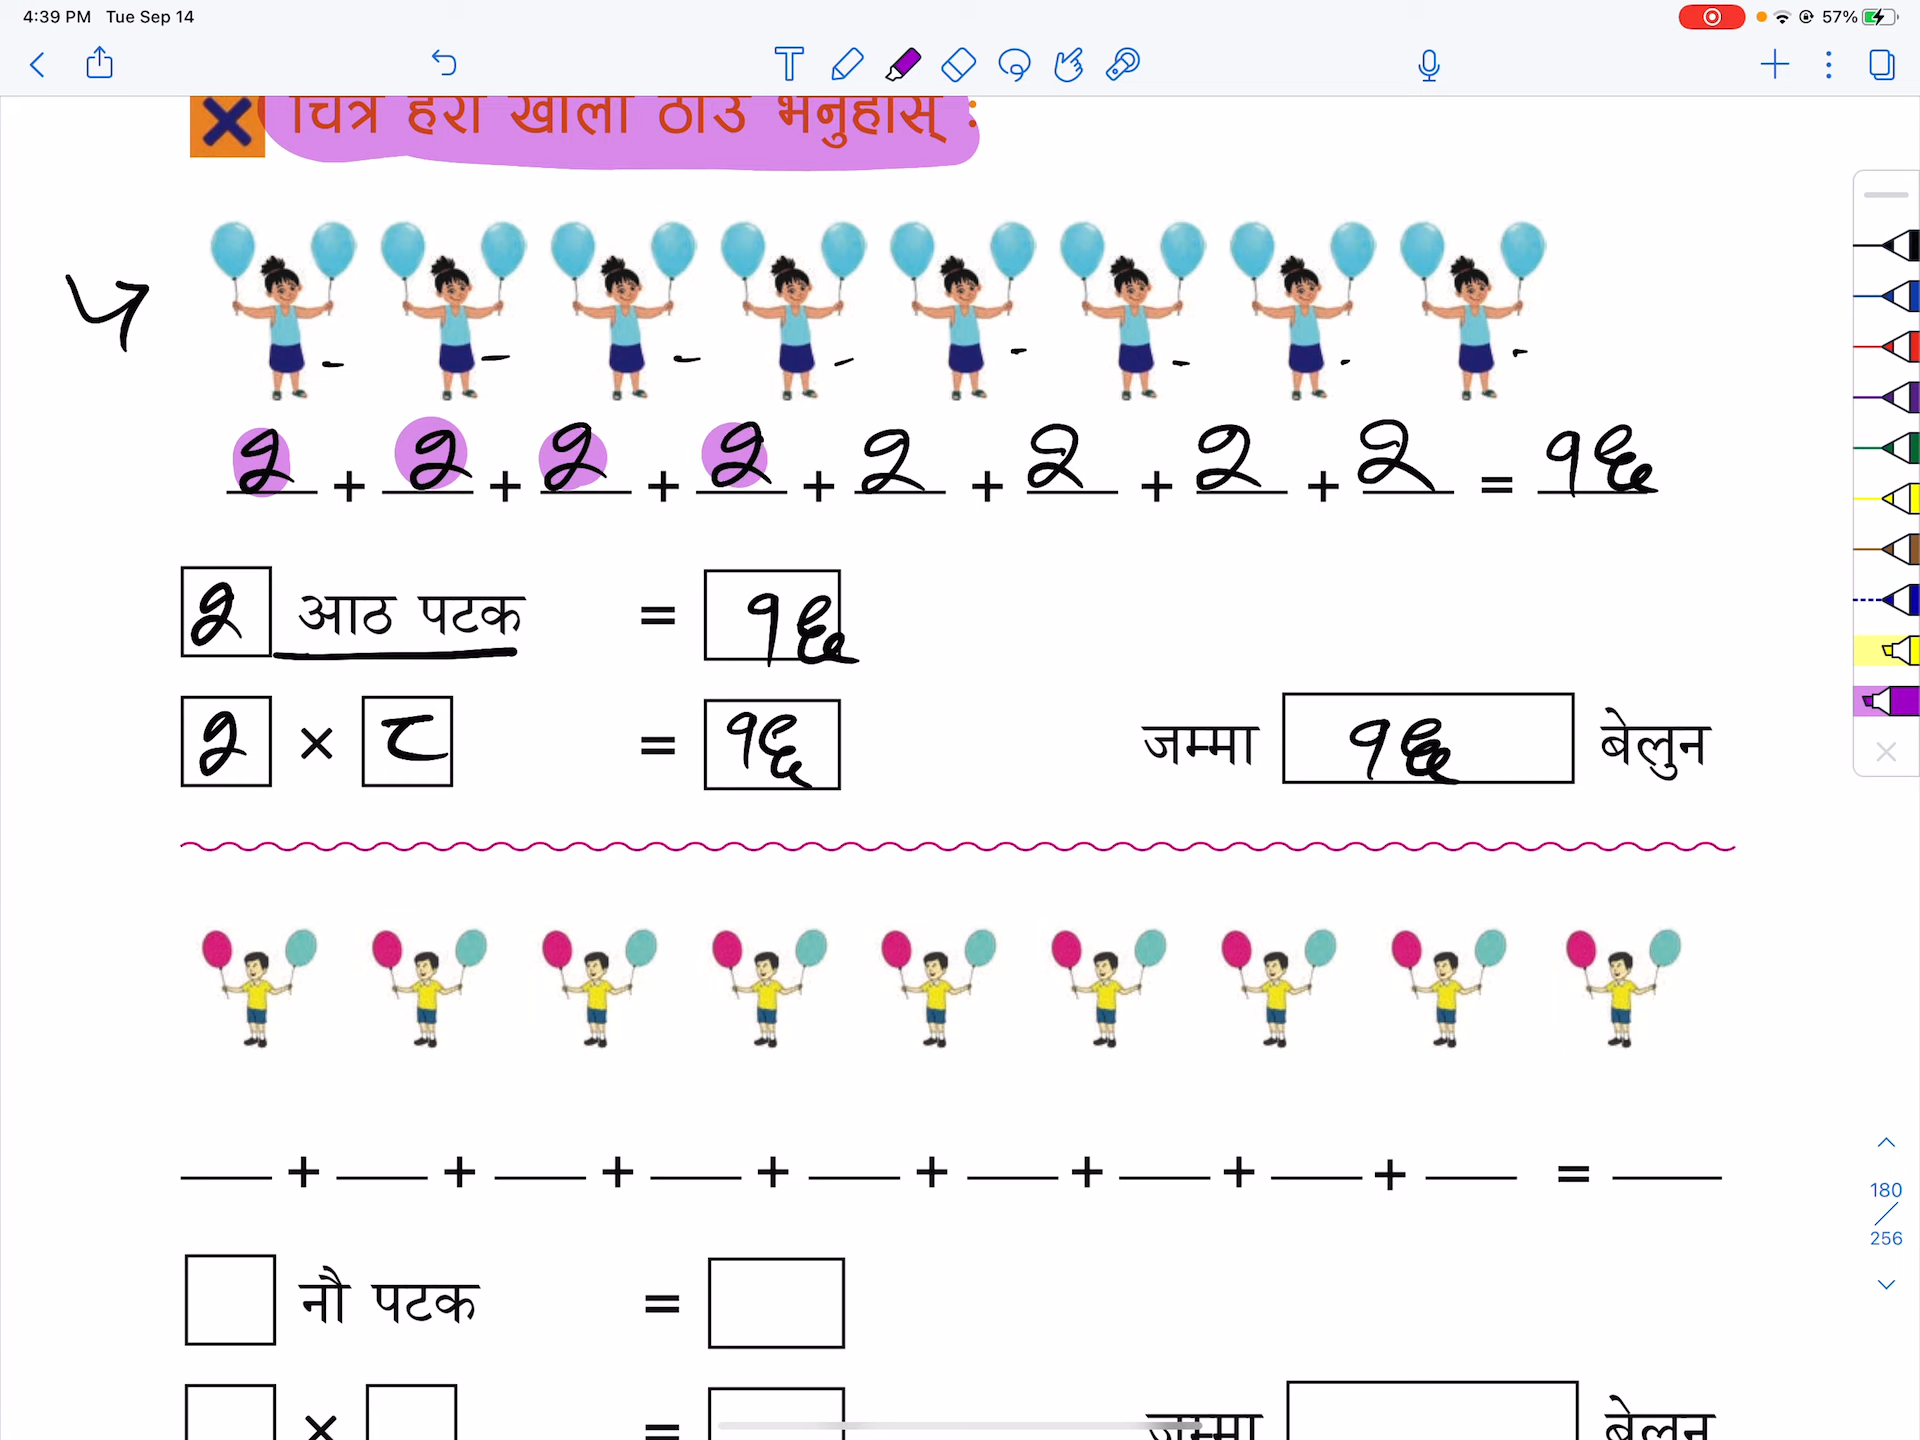 4:39 PM Tue Sep 14 57%
चित्र हेरी खाली ठाउँ भर्नुहोस् :
५
२ + २ + २ + २ + २ + २ + २ + २ = १६
२ आठ पटक = १६
२ × ८ = १६ जम्मा १६ बेलुन
+ + + + + + + + =
नौ पटक =
× = जम्मा बेलुन
180
256